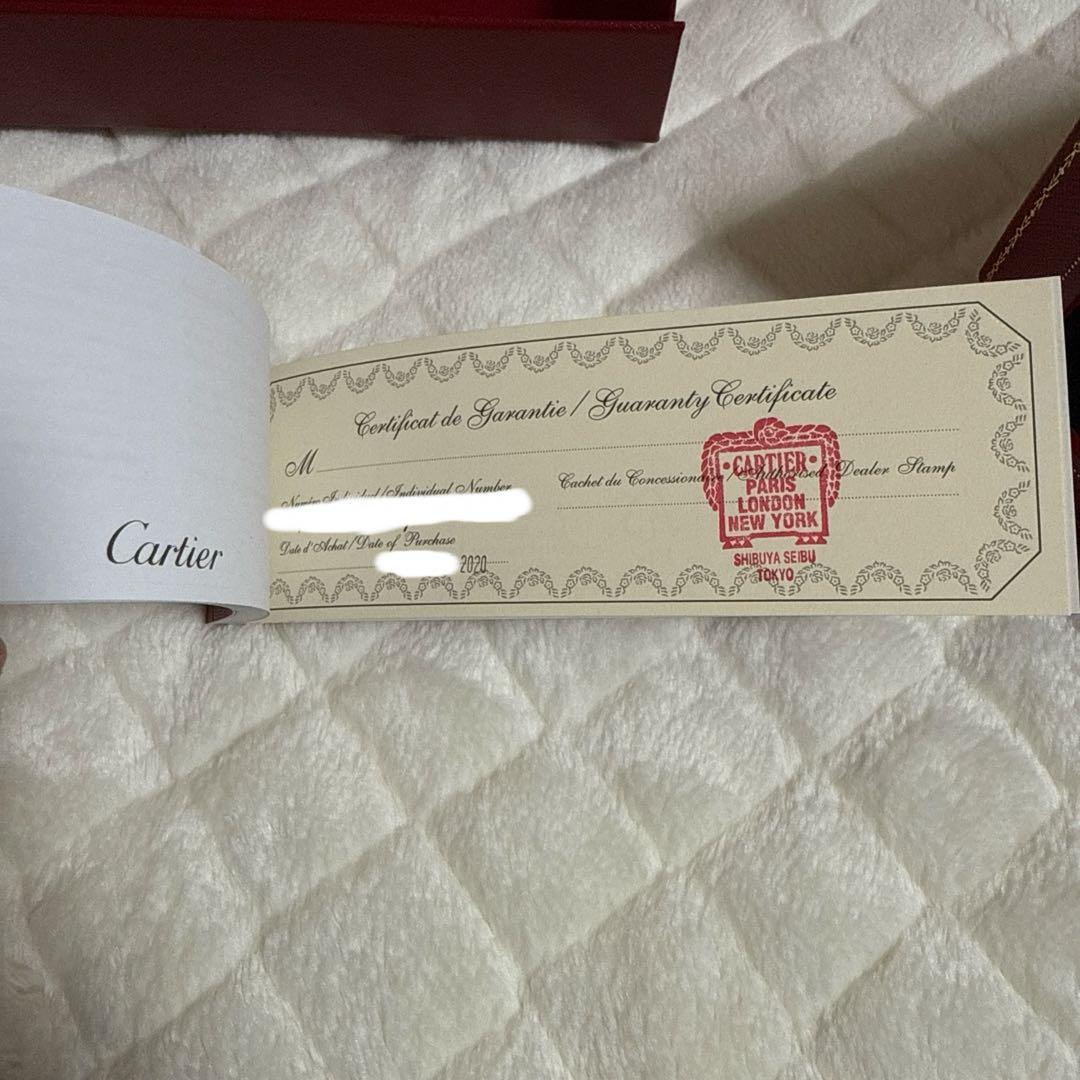 Cartier
Certificat de Garantie / Guaranty Certificate
M
Numéro Individuel / Individual Number
Cachet du Concessionnaire / Authorised Dealer Stamp
Date d'Achat / Date of Purchase
2020
CARTIER
PARIS
LONDON
NEW YORK
SHIBUYA SEIBU
TOKYO